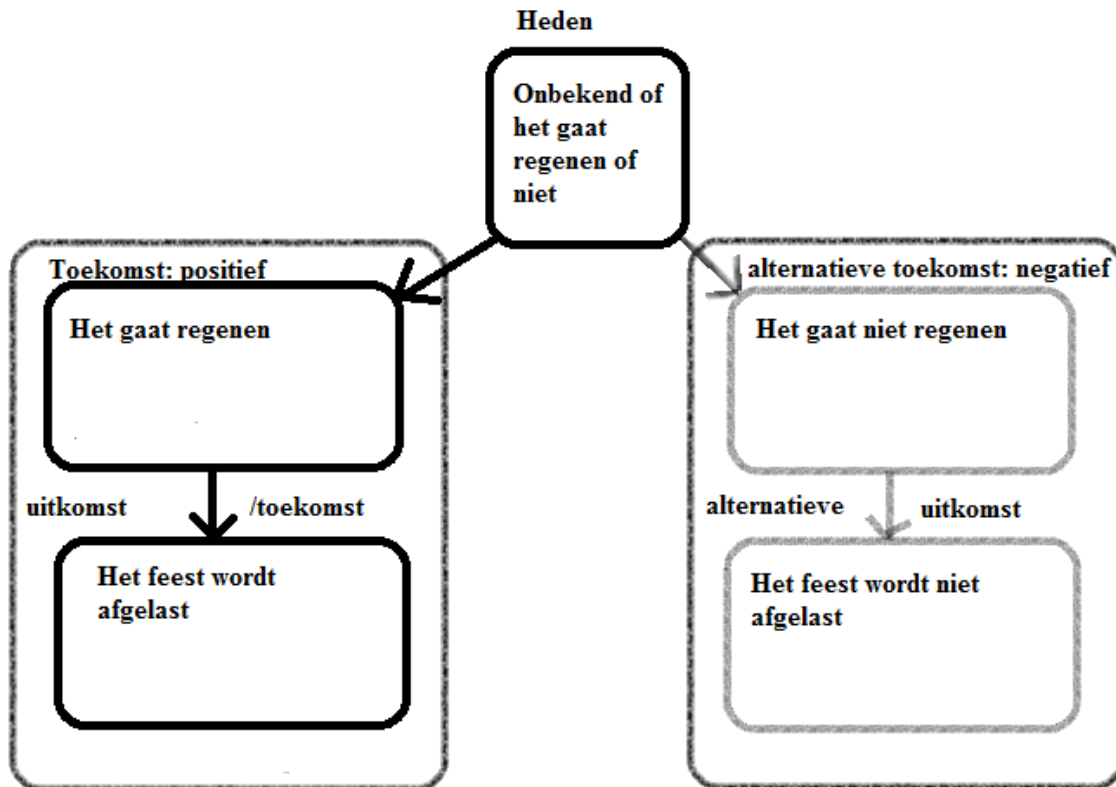 Heden
Onbekend of
het gaat
regenen of
niet
Toekomst: positief
Het gaat regenen
uitkomst /toekomst
Het feest wordt
afgelast
alternatieve toekomst: negatief
Het gaat niet regenen
alternatieve uitkomst
Het feest wordt niet
afgelast